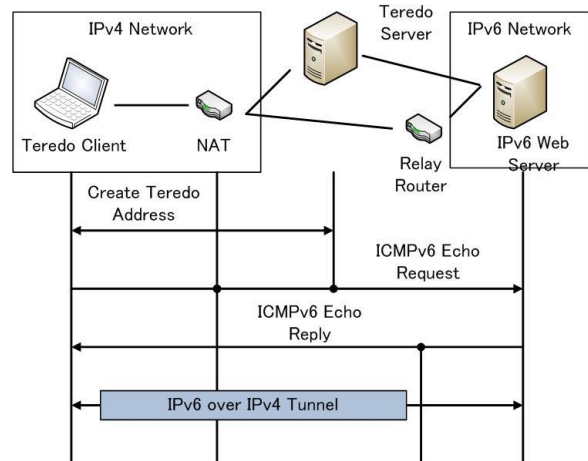 IPv4 Network
Teredo
Server
IPv6 Network
Teredo Client
NAT
Relay
Router
IPv6 Web
Server
Create Teredo
Address
ICMPv6 Echo
Request
ICMPv6 Echo
Reply
IPv6 over IPv4 Tunnel